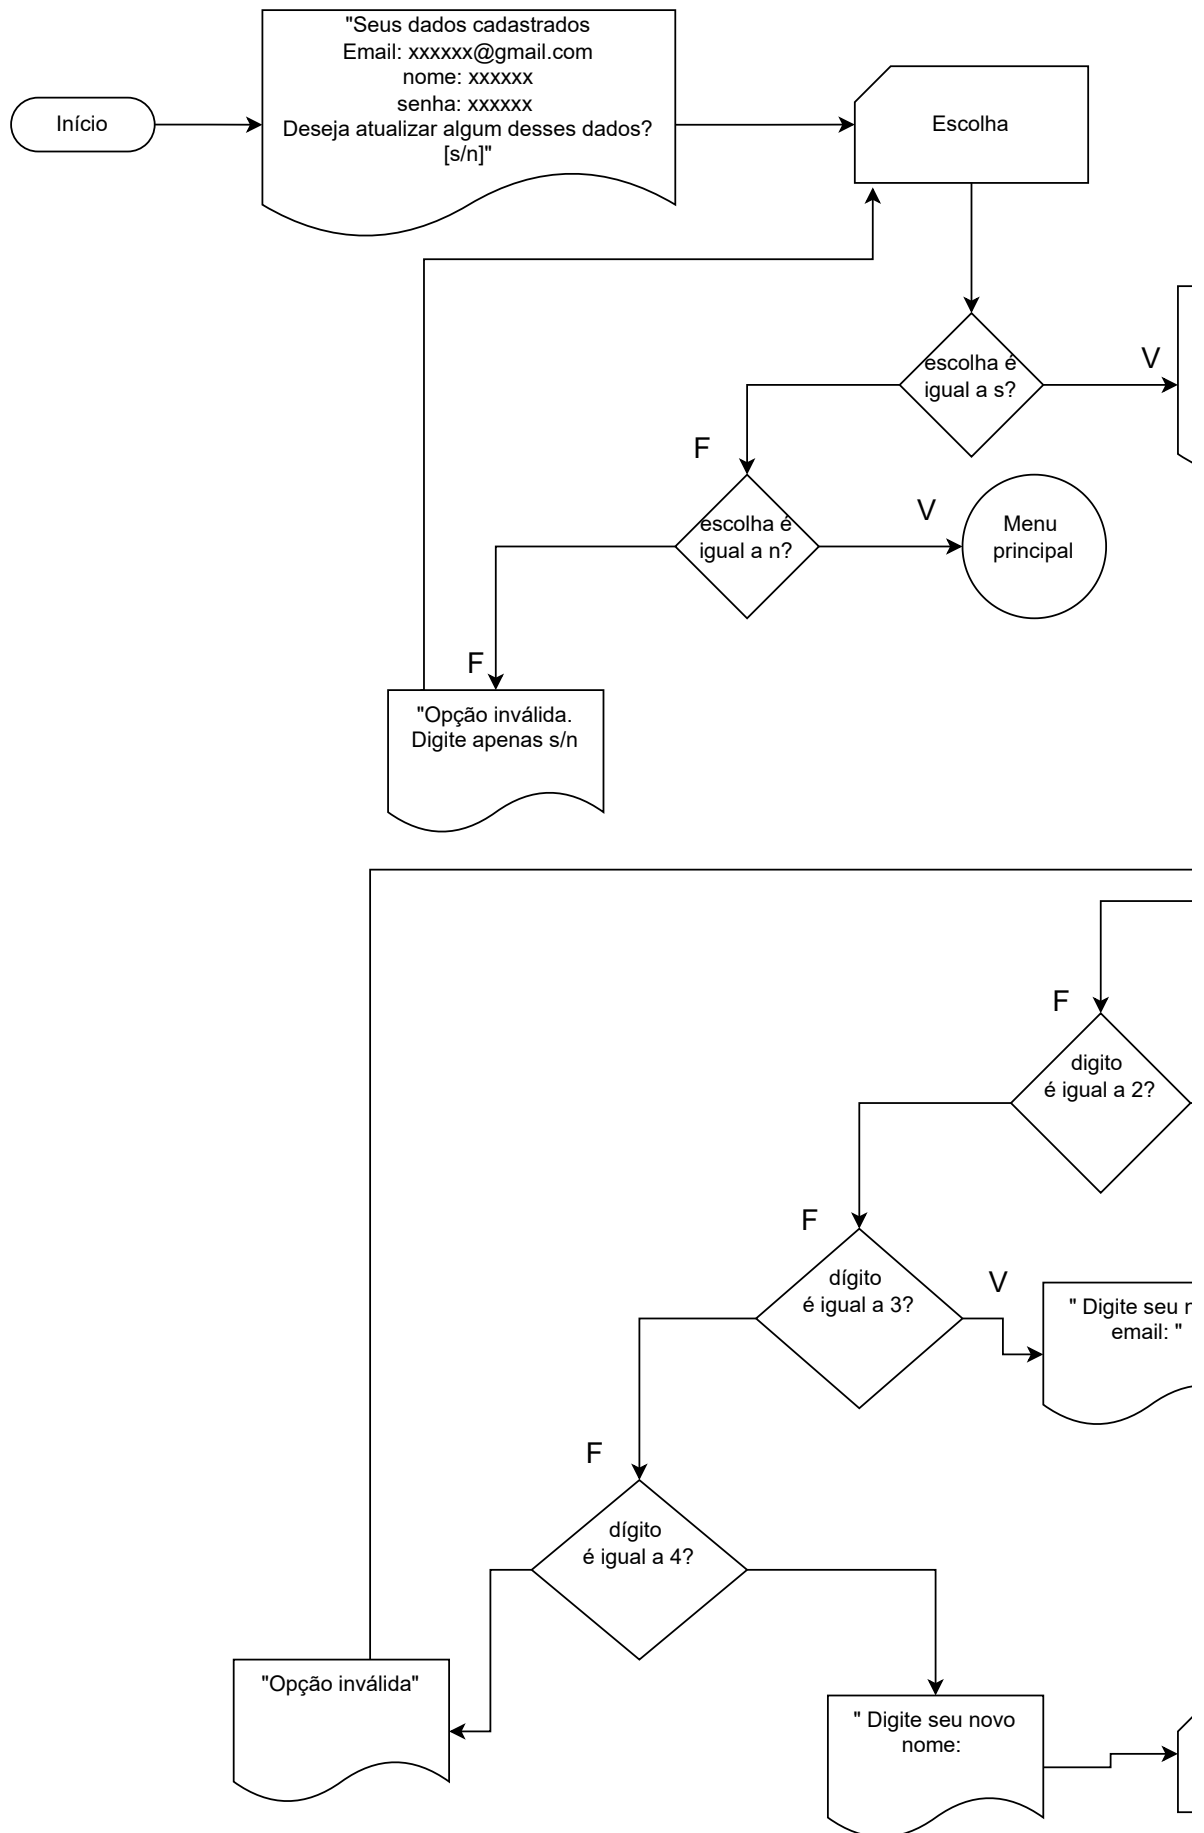 "Seus dados cadastrados
Email: xxxxxx@gmail.com
nome: xxxxxx
senha: xxxxxx
Deseja atualizar algum desses dados?
[s/n]"
Início
Escolha
escolha é
igual a s?
V
F
escolha é
igual a n?
V
Menu
principal
F
"Opção inválida.
Digite apenas s/n
F
digito
é igual a 2?
F
dígito
é igual a 3?
V
" Digite seu
email: "
F
dígito
é igual a 4?
"Opção inválida"
" Digite seu novo
nome: